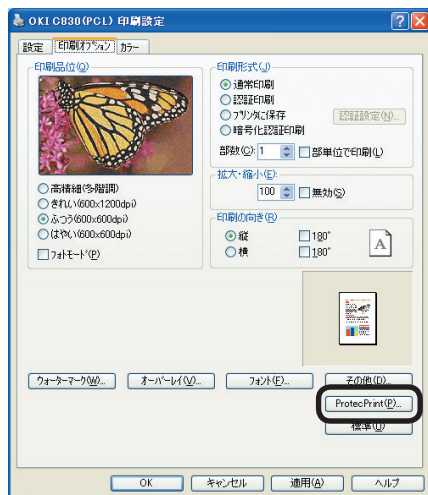 OKI C830(PCL) 印刷設定
設定 印刷オプション カラー
印刷品位(Q)
高精細(多階調)
きれい(600x1200dpi)
ふつう(600x600dpi)
はやい(600x600dpi)
フォトモード(P)
印刷形式(J)
通常印刷
認証印刷
プリンタに保存
暗号化認証印刷
認証設定(N)...
部数(C): 1 部単位で印刷(L)
拡大・縮小(E):
100 無効(S)
印刷の向き(R)
縦 180°
横 180°
A
ウォーターマーク(W)... オーバーレイ(V)... フォント(F)... その他(D)...
ProtecPrint(P)...
標準(U)
OK キャンセル 適用(A) ヘルプ